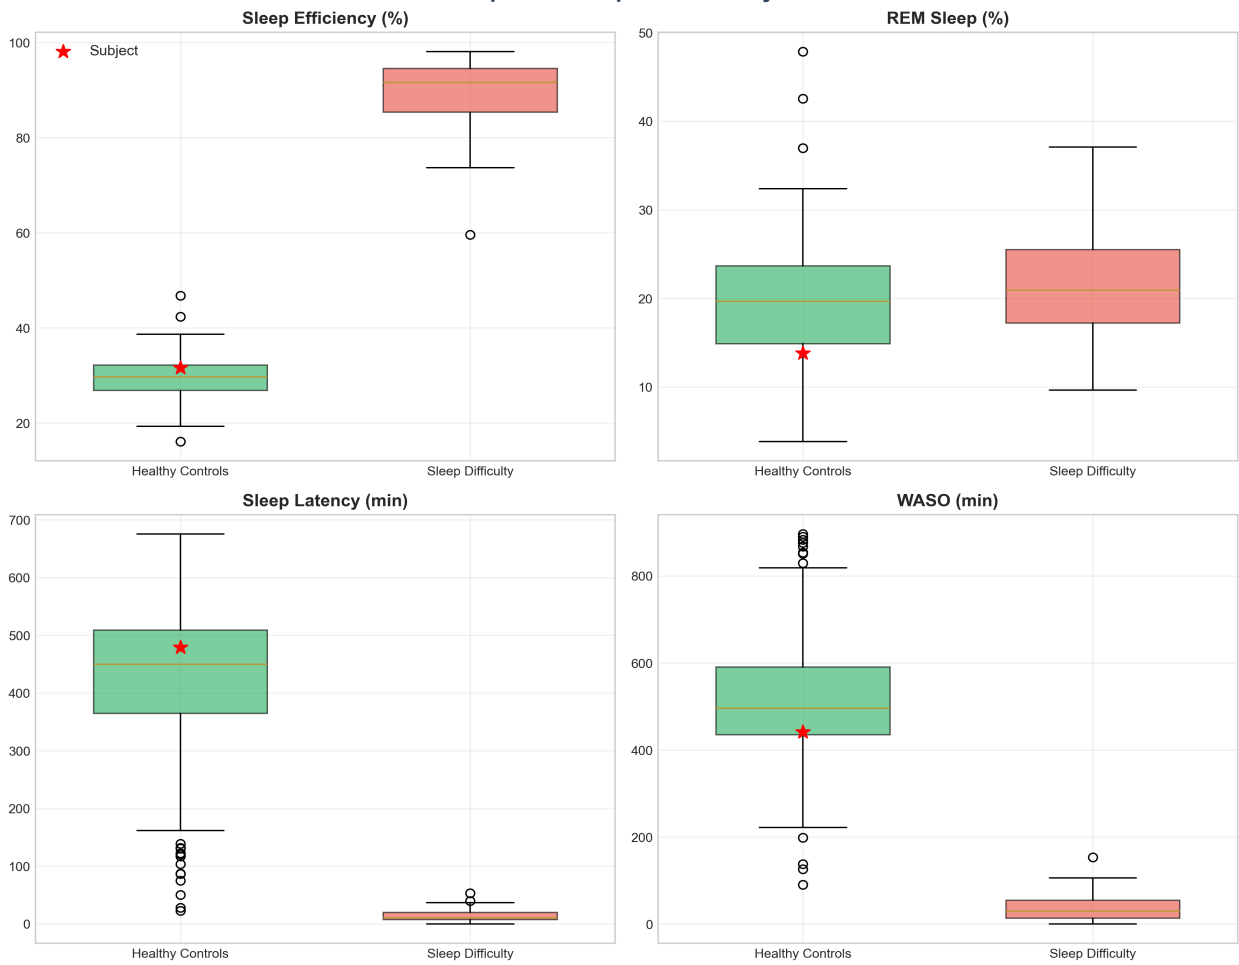 Sleep Efficiency (%)
100
80
60
40
20
Subject
Healthy Controls
Sleep Difficulty
REM Sleep (%)
50
40
30
20
10
Healthy Controls
Sleep Difficulty
Sleep Latency (min)
700
600
500
400
300
200
100
0
Healthy Controls
Sleep Difficulty
WASO (min)
800
600
400
200
0
Healthy Controls
Sleep Difficulty